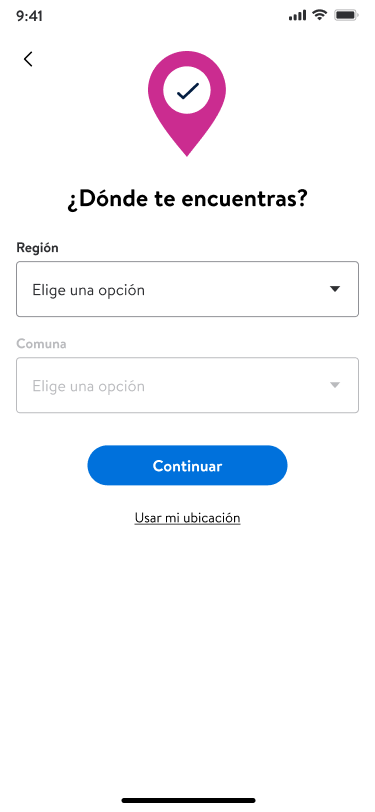 9:41
¿Dónde te encuentras?
Región
Elige una opción
Comuna
Elige una opción
Continuar
Usar mi ubicación